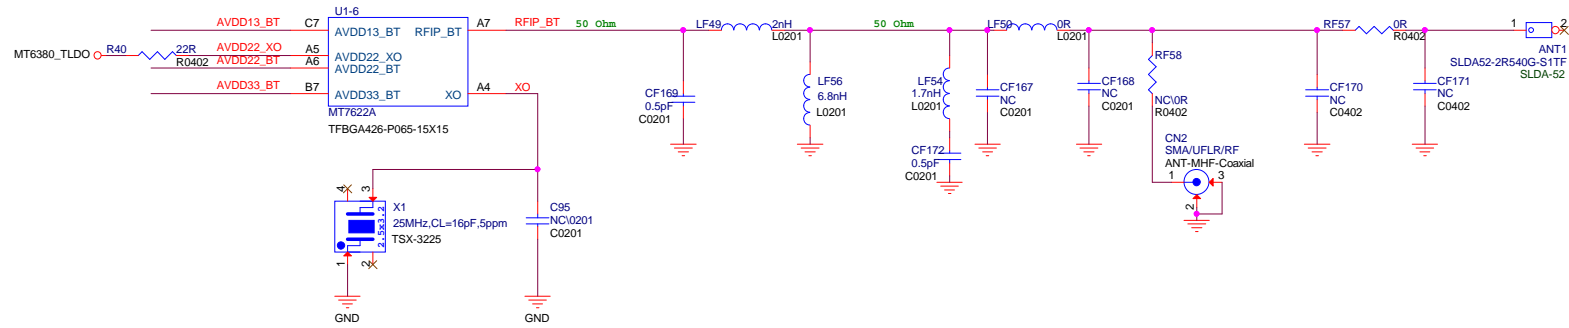 U1-6
AVDD13_BT C7 AVDD13_BT RFIP_BT A7 RFIP_BT 50 Ohm
MT6380_TLDO R40 22R R0402
AVDD22_XO A5 AVDD22_XO
AVDD22_BT A6 AVDD22_BT
AVDD33_BT B7 AVDD33_BT XO A4 XO
MT7622A
TFBGA426-P065-15X15
LF49 2nH
L0201
50 Ohm
LF50 0R
L0201
RF57 0R
R0402
1 2
ANT1
SLDA52-2R540G-S1TF
SLDA-52
CF169
0.5pF
C0201
LF56
6.8nH
L0201
LF54
1.7nH
L0201
CF172
0.5pF
C0201
CF167
NC
C0201
CF168
NC
C0201
RF58
NC\0R
R0402
CN2
SMA/UFLR/RF
ANT-MHF-Coaxial
1 3
2
CF170
NC
C0402
CF171
NC
C0402
4 3
X1
25MHz,CL=16pF,5ppm
TSX-3225
2.5x3.2
1 2
GND
C95
NC\0201
C0201
GND